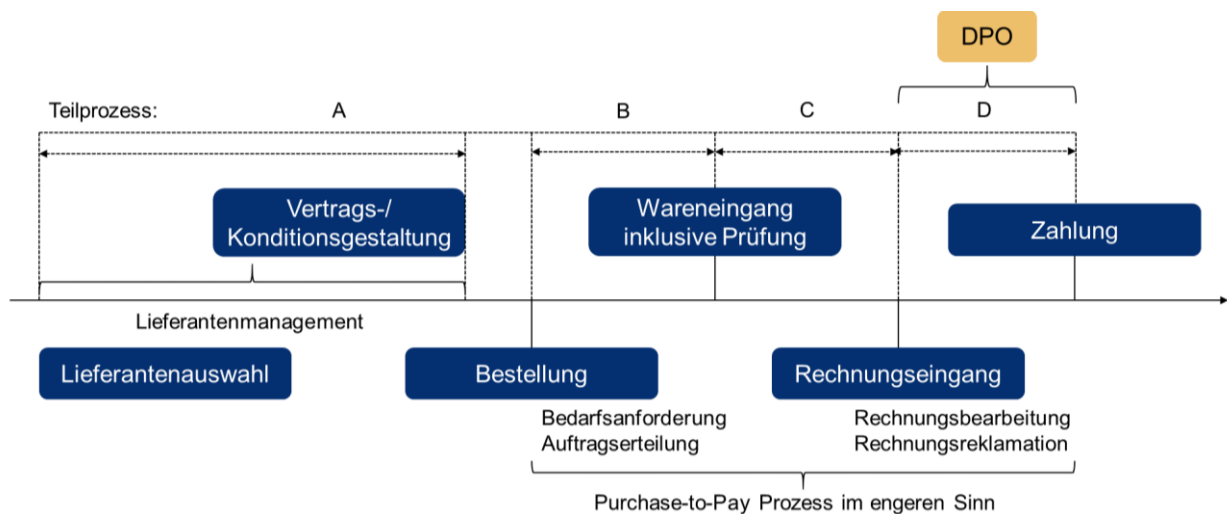 DPO
Teilprozess:
A
B
C
D
Vertrags-/
Konditionsgestaltung
Wareneingang
inklusive Prüfung
Zahlung
Lieferantenmanagement
Lieferantenauswahl
Bestellung
Rechnungseingang
Bedarfsanforderung
Auftragserteilung
Rechnungsbearbeitung
Rechnungsreklamation
Purchase-to-Pay Prozess im engeren Sinn